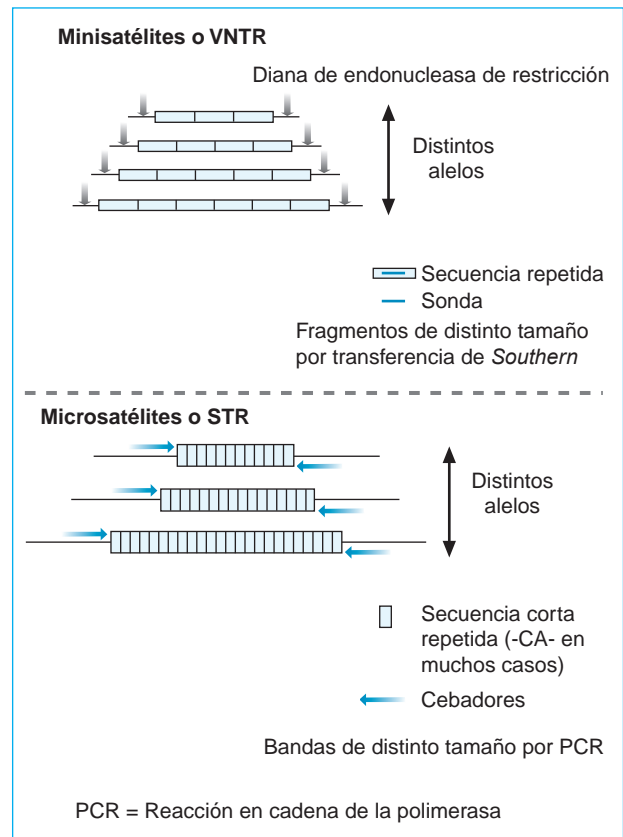 Minisatélites o VNTR
Diana de endonucleasa de restricción
Distintos
alelos
Secuencia repetida
Sonda
Fragmentos de distinto tamaño
por transferencia de Southern
Microsatélites o STR
Distintos
alelos
Secuencia corta
repetida (-CA- en
muchos casos)
Cebadores
Bandas de distinto tamaño por PCR
PCR = Reacción en cadena de la polimerasa